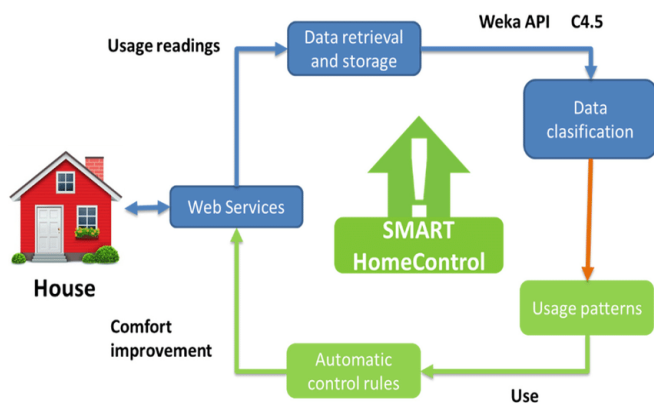 Usage readings
Data retrieval
and storage
Weka API C4.5
Data
clasification
Web Services
!
SMART
HomeControl
House
Usage patterns
Comfort
improvement
Automatic
control rules
Use